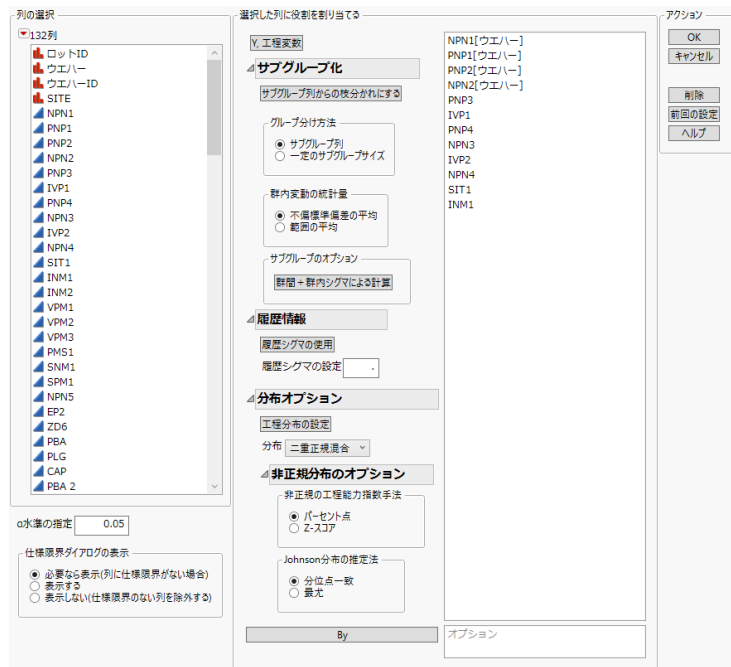 列の選択
132列
ロットID
ウエハー
ウエハーID
SITE
NPN1
PNP1
PNP2
NPN2
PNP3
IVP1
PNP4
NPN3
IVP2
NPN4
SIT1
INM1
INM2
VPM1
VPM2
VPM3
PMS1
SNM1
SPM1
NPN5
EP2
ZD6
PBA
PLG
CAP
PBA 2
α水準の指定
0.05
仕様限界ダイアログの表示
必要なら表示(列に仕様限界がない場合)
表示する
表示しない(仕様限界のない列を除外する)
選択した列に役割を割り当てる
Y, 工程変数
サブグループ化
サブグループ列からの枝分かれにする
グループ分け方法
サブグループ列
一定のサブグループサイズ
群内変動の統計量
不偏標準偏差の平均
範囲の平均
サブグループのオプション
群間+群内シグマによる計算
履歴情報
履歴シグマの使用
履歴シグマの設定
.
分布オプション
工程分布の設定
分布
二重正規混合
非正規分布のオプション
非正規の工程能力指数手法
パーセント点
Z-スコア
Johnson分布の推定法
分位点一致
最尤
By
NPN1[ウエハー]
PNP1[ウエハー]
PNP2[ウエハー]
NPN2[ウエハー]
PNP3
IVP1
PNP4
NPN3
IVP2
NPN4
SIT1
INM1
オプション
アクション
OK
キャンセル
削除
前回の設定
ヘルプ